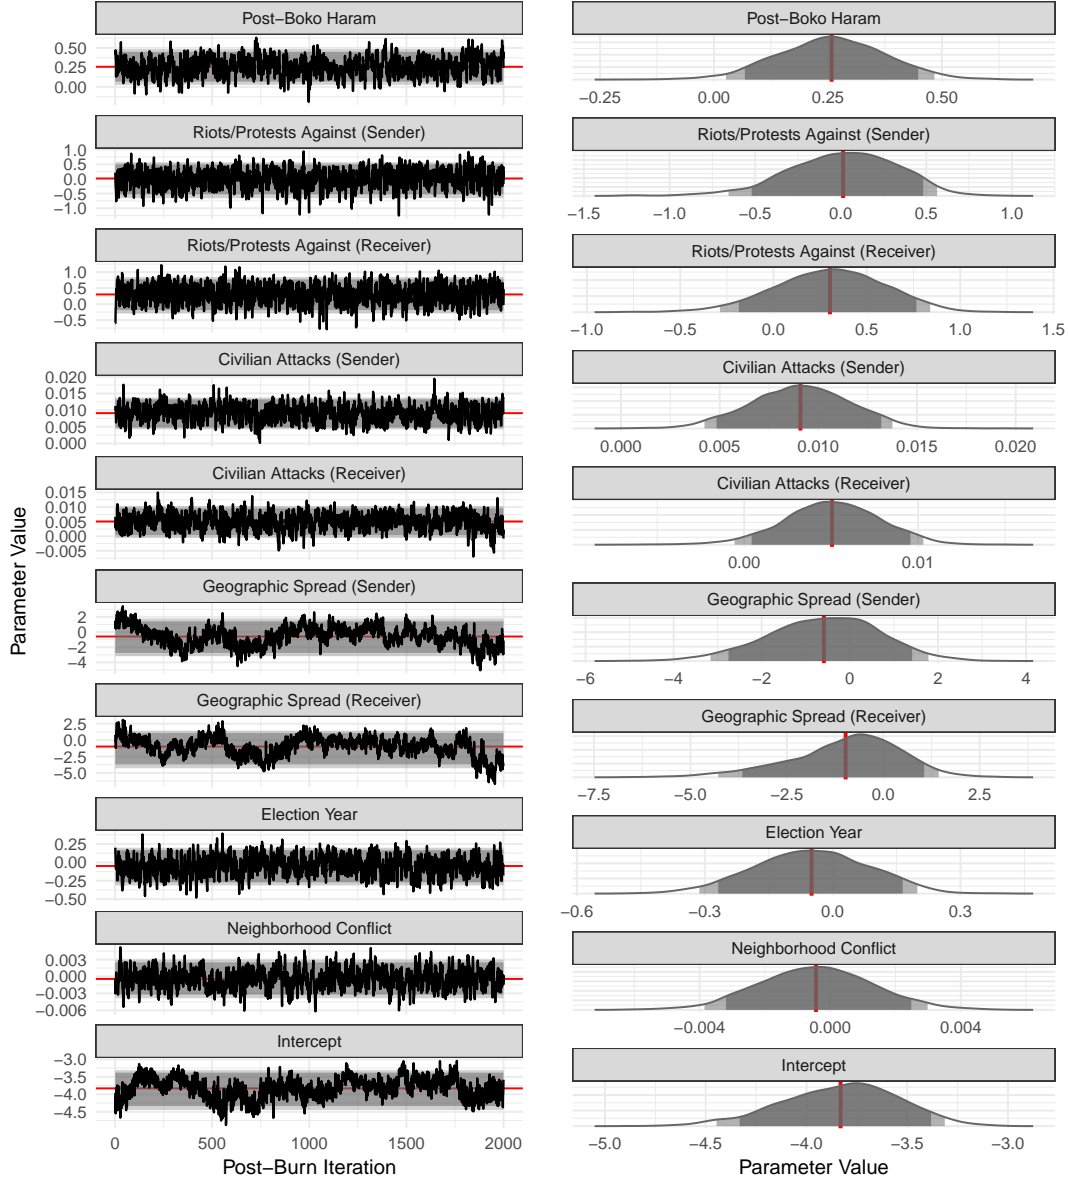 Post−Boko Haram
0.50
0.25
0.00
Riots/Protests Against (Sender)
1.0
0.5
0.0
−0.5
−1.0
Riots/Protests Against (Receiver)
1.0
0.5
0.0
−0.5
Civilian Attacks (Sender)
0.020
0.015
0.010
0.005
0.000
Civilian Attacks (Receiver)
0.015
0.010
0.005
0.000
−0.005
Geographic Spread (Sender)
2
0
−2
−4
Geographic Spread (Receiver)
2.5
0.0
−2.5
−5.0
Election Year
0.25
0.00
−0.25
−0.50
Neighborhood Conflict
0.003
0.000
−0.003
−0.006
Intercept
−3.0
−3.5
−4.0
−4.5
0 500 1000 1500 2000
Post−Burn Iteration
Parameter Value
Post−Boko Haram
−0.25 0.00 0.25 0.50
Riots/Protests Against (Sender)
−1.5 −1.0 −0.5 0.0 0.5 1.0
Riots/Protests Against (Receiver)
−1.0 −0.5 0.0 0.5 1.0 1.5
Civilian Attacks (Sender)
0.000 0.005 0.010 0.015 0.020
Civilian Attacks (Receiver)
0.00 0.01
Geographic Spread (Sender)
−6 −4 −2 0 2 4
Geographic Spread (Receiver)
−7.5 −5.0 −2.5 0.0 2.5
Election Year
−0.6 −0.3 0.0 0.3
Neighborhood Conflict
−0.004 0.000 0.004
Intercept
−5.0 −4.5 −4.0 −3.5 −3.0
Parameter Value